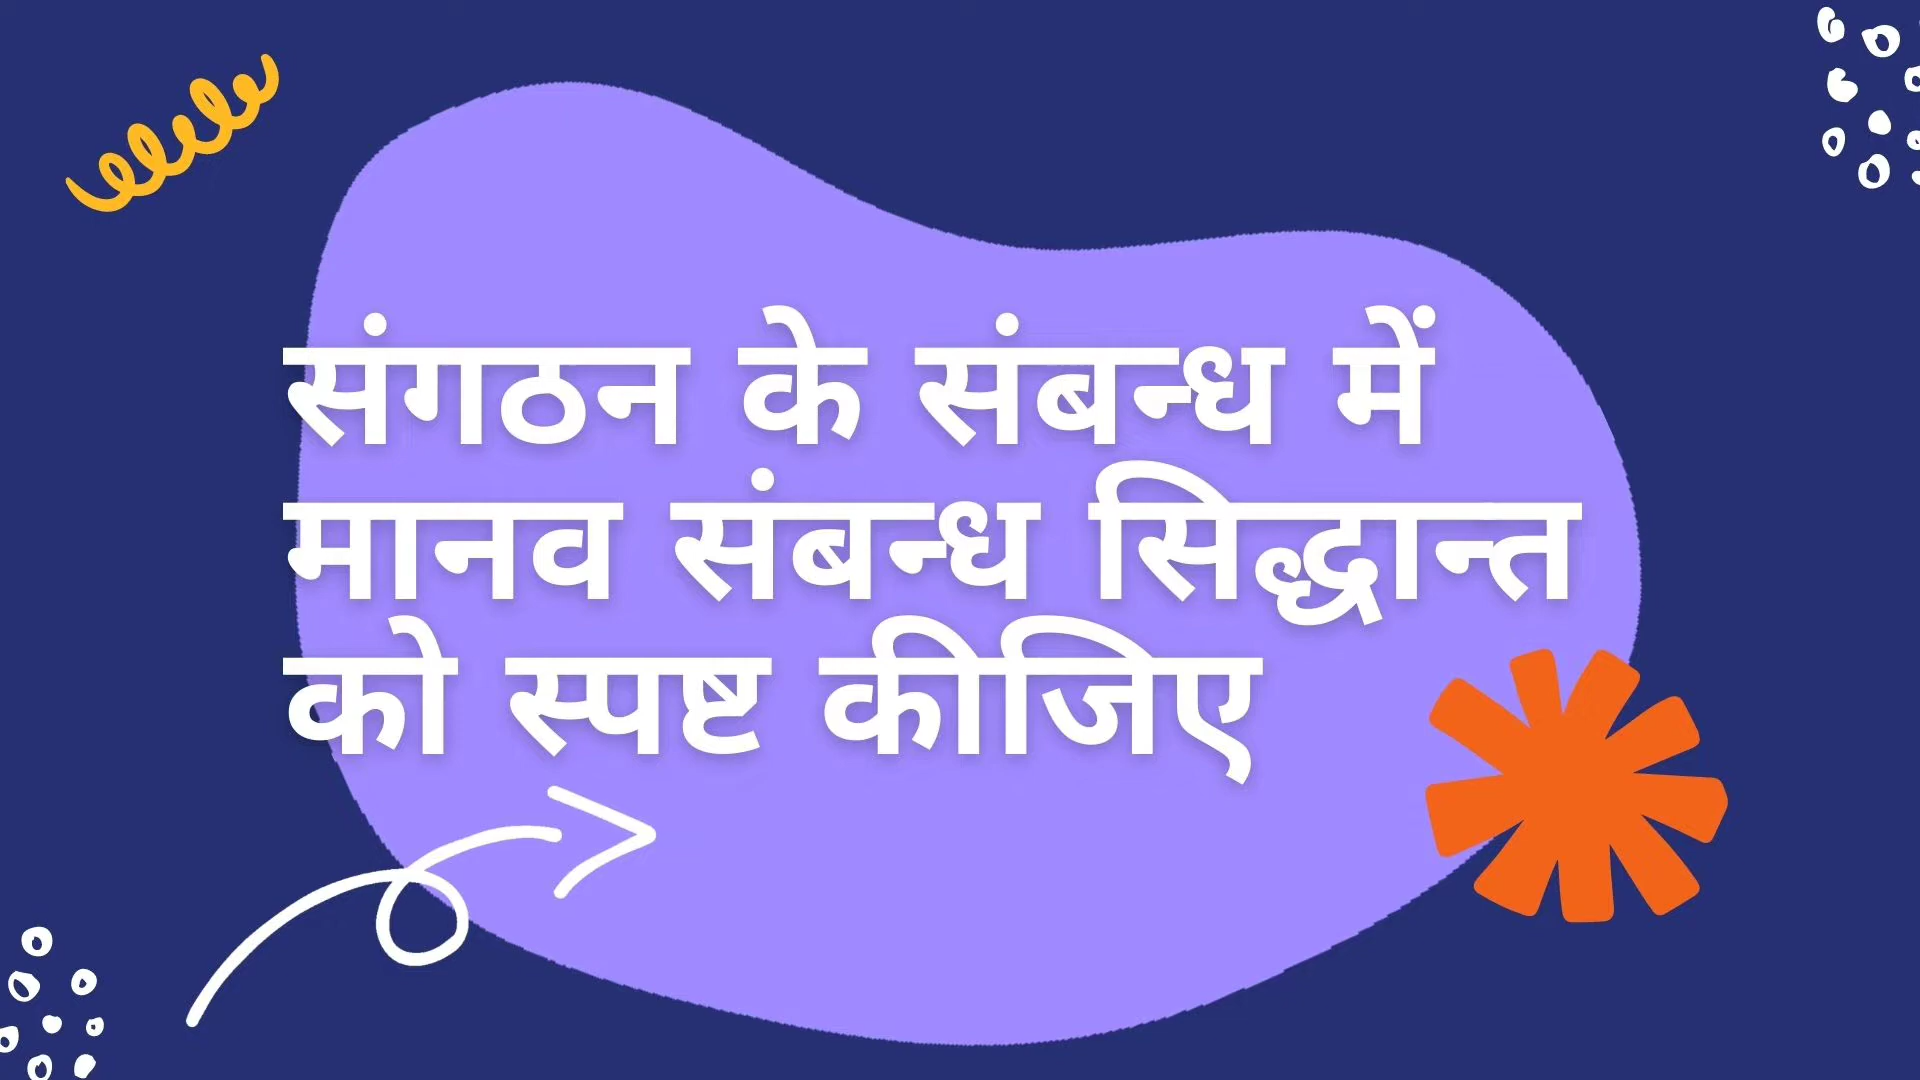 संगठन के संबन्ध में
मानव संबन्ध सिद्धान्त
को स्पष्ट कीजिए